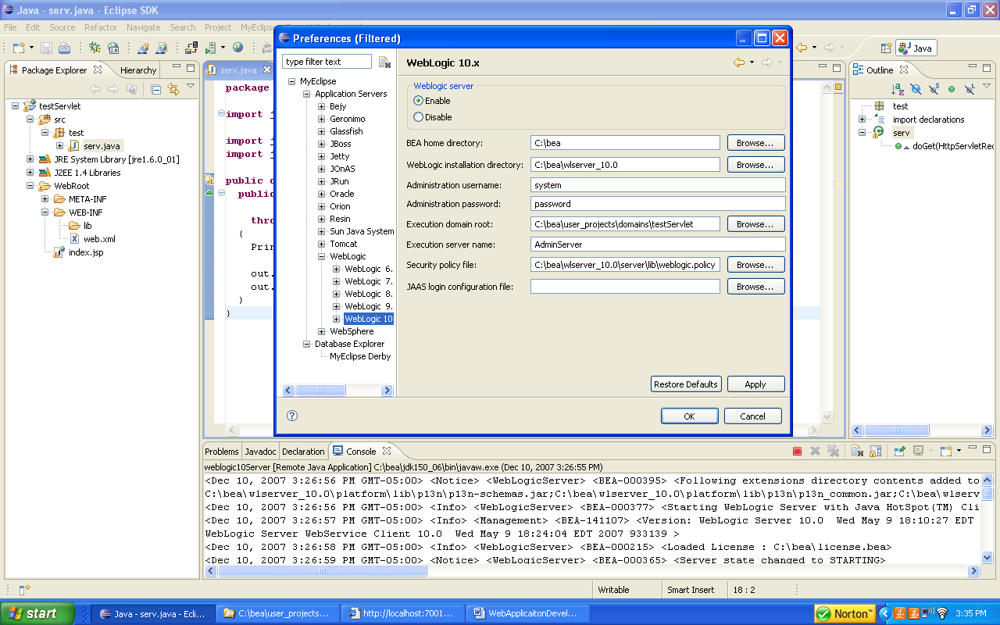 Java - serv.java - Eclipse SDK
File Edit Source Refactor Navigate Search Project MyEclipse
Java
Package Explorer
Hierarchy
testServlet
src
test
serv.java
JRE System Library [jre1.6.0_01]
J2EE 1.4 Libraries
WebRoot
META-INF
WEB-INF
lib
web.xml
index.jsp
serv.java
package
import j
import j
import j
public c
public
thro
{
Prin
out.
out.
}
}
Preferences (Filtered)
type filter text
MyEclipse
Application Servers
Bejy
Geronimo
Glassfish
JBoss
Jetty
JOnAS
JRun
Oracle
Orion
Resin
Sun Java System
Tomcat
WebLogic
WebLogic 6.
WebLogic 7.
WebLogic 8.
WebLogic 9.
WebLogic 10
WebSphere
Database Explorer
MyEclipse Derby
WebLogic 10.x
Weblogic server
Enable
Disable
BEA home directory: C:\bea Browse...
WebLogic installation directory: C:\bea\wlserver_10.0 Browse...
Administration username: system
Administration password: password
Execution domain root: C:\bea\user_projects\domains\testServlet Browse...
Execution server name: AdminServer
Security policy file: C:\bea\wlserver_10.0\server\lib\weblogic.policy Browse...
JAAS login configuration file: Browse...
Restore Defaults Apply
OK Cancel
Outline
test
import declarations
serv
doGet(HttpServletRec
Problems Javadoc Declaration Console
weblogic10Server [Remote Java Application] C:\bea\jdk150_06\bin\javaw.exe (Dec 10, 2007 3:26:55 PM)
<Dec 10, 2007 3:26:56 PM GMT-05:00> <Notice> <WebLogicServer> <BEA-000395> <Following extensions directory contents added to
C:\bea\wlserver_10.0\platform\lib\p13n\p13n-schemas.jar;C:\bea\wlserver_10.0\platform\lib\p13n\p13n_common.jar;C:\bea\wlserv
<Dec 10, 2007 3:26:56 PM GMT-05:00> <Info> <WebLogicServer> <BEA-000377> <Starting WebLogic Server with Java HotSpot(TM) Cli
<Dec 10, 2007 3:26:57 PM GMT-05:00> <Info> <Management> <BEA-141107> <Version: WebLogic Server 10.0 Wed May 9 18:10:27 EDT
WebLogic Server WebService Client 10.0 Wed May 9 18:24:04 EDT 2007 933139 >
<Dec 10, 2007 3:26:58 PM GMT-05:00> <Info> <WebLogicServer> <BEA-000215> <Loaded License : C:\bea\license.bea>
<Dec 10, 2007 3:26:59 PM GMT-05:00> <Notice> <WebLogicServer> <BEA-000365> <Server state changed to STARTING>
Writable Smart Insert 18 : 2
start Java - serv.java - Ecli... C:\bea\user_projects... http://localhost:7001... WebApplicaitonDevel... Norton™ 3:35 PM